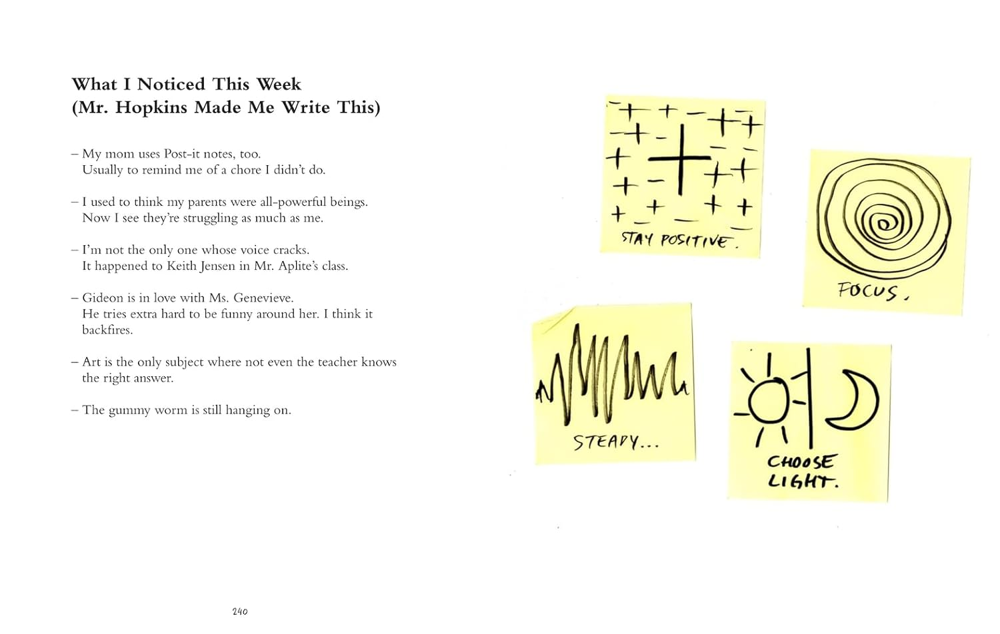 What I Noticed This Week
(Mr. Hopkins Made Me Write This)
– My mom uses Post-it notes, too.
Usually to remind me of a chore I didn’t do.
– I used to think my parents were all-powerful beings.
Now I see they’re struggling as much as me.
– I’m not the only one whose voice cracks.
It happened to Keith Jensen in Mr. Aplite’s class.
– Gideon is in love with Ms. Genevieve.
He tries extra hard to be funny around her. I think it
backfires.
– Art is the only subject where not even the teacher knows
the right answer.
– The gummy worm is still hanging on.
240
STAY POSITIVE.
FOCUS.
STEADY...
CHOOSE
LIGHT.